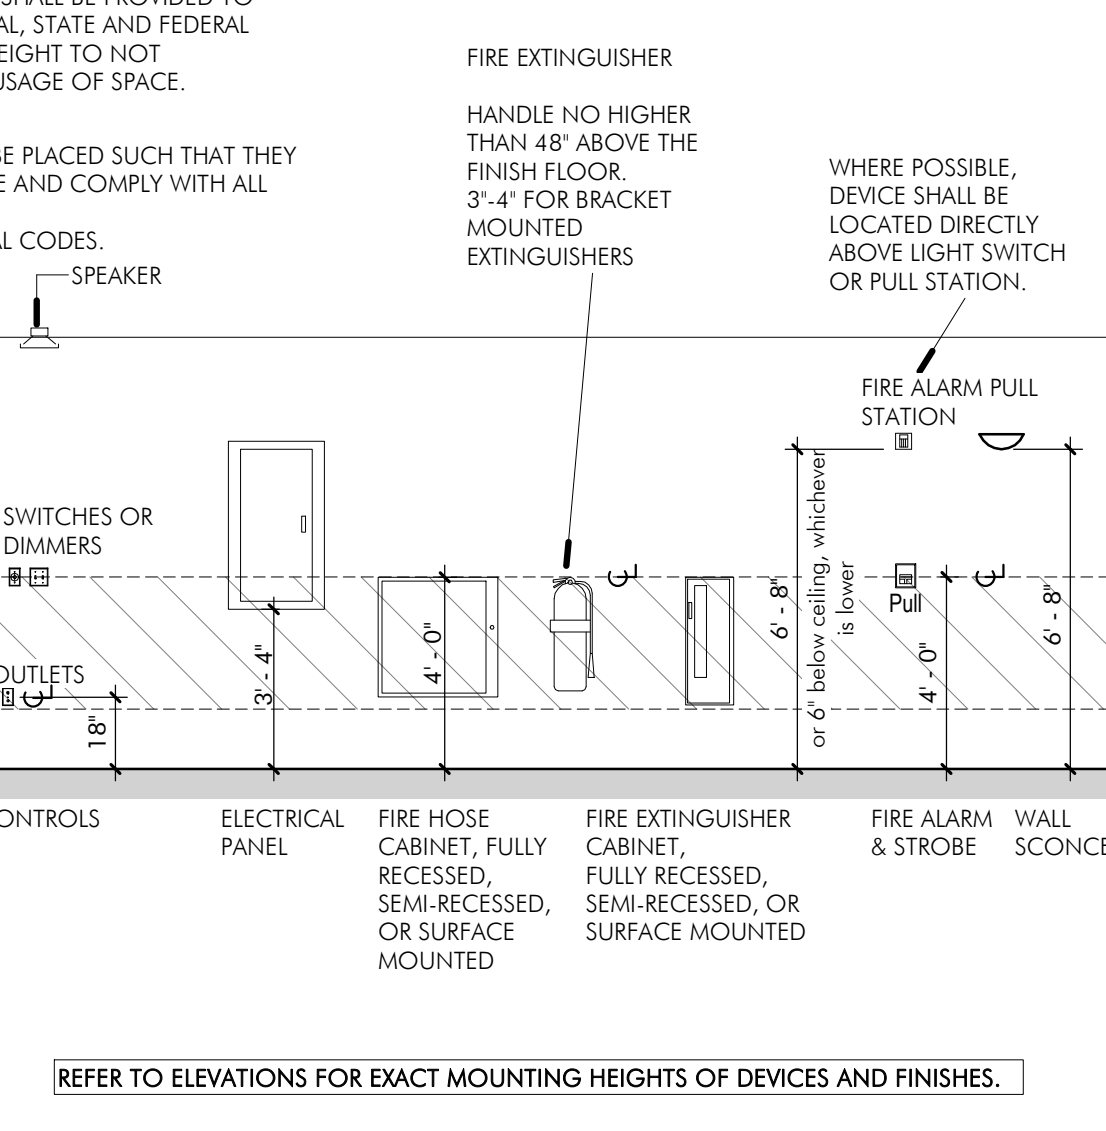 SHALL BE PROVIDED TO
AL, STATE AND FEDERAL
EIGHT TO NOT
USAGE OF SPACE.
BE PLACED SUCH THAT THEY
E AND COMPLY WITH ALL
AL CODES.
SPEAKER
FIRE EXTINGUISHER
HANDLE NO HIGHER
THAN 48" ABOVE THE
FINISH FLOOR.
3"-4" FOR BRACKET
MOUNTED
EXTINGUISHERS
WHERE POSSIBLE,
DEVICE SHALL BE
LOCATED DIRECTLY
ABOVE LIGHT SWITCH
OR PULL STATION.
FIRE ALARM PULL
STATION
SWITCHES OR
DIMMERS
OUTLETS
CL
18"
3' - 4"
4' - 0"
CL
6' - 8"
or 6" below ceiling, whichever
is lower
Pull
4' - 0"
CL
6' - 8"
ONTROLS
ELECTRICAL
PANEL
FIRE HOSE
CABINET, FULLY
RECESSED,
SEMI-RECESSED,
OR SURFACE
MOUNTED
FIRE EXTINGUISHER
CABINET,
FULLY RECESSED,
SEMI-RECESSED, OR
SURFACE MOUNTED
FIRE ALARM
& STROBE
WALL
SCONCE
REFER TO ELEVATIONS FOR EXACT MOUNTING HEIGHTS OF DEVICES AND FINISHES.